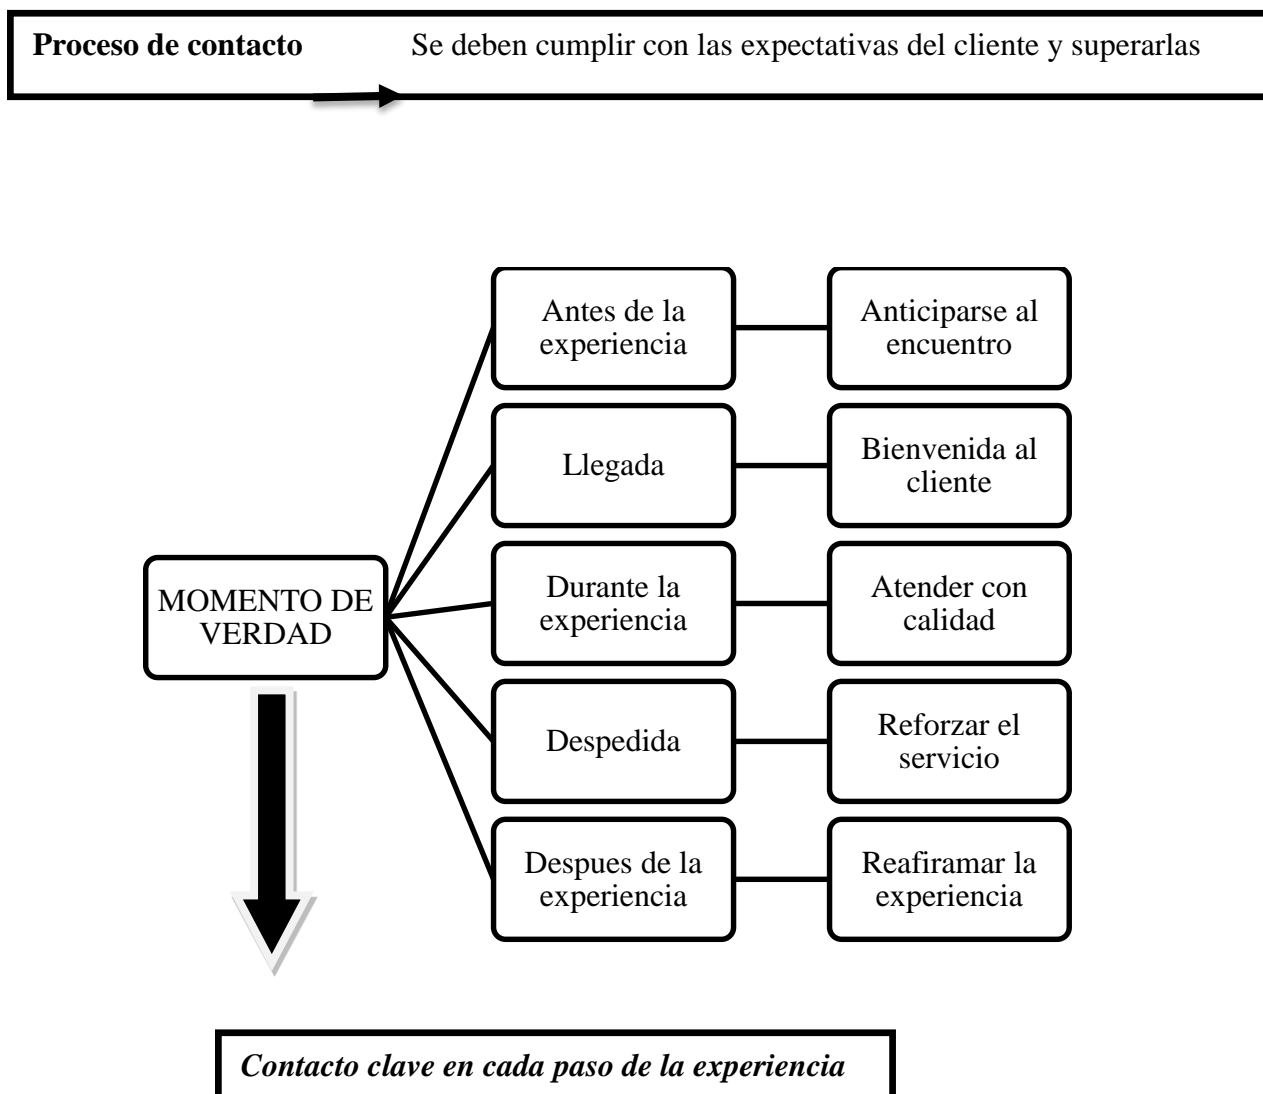 Proceso de contacto Se deben cumplir con las expectativas del cliente y superarlas
Antes de la
experiencia
Anticiparse al
encuentro
Llegada
Bienvenida al
cliente
MOMENTO DE
VERDAD
Durante la
experiencia
Atender con
calidad
Despedida
Reforzar el
servicio
Despues de la
experiencia
Reafiramar la
experiencia
Contacto clave en cada paso de la experiencia